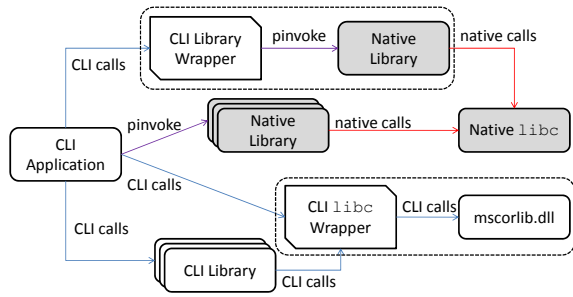 CLI Library
Wrapper
pinvoke
Native
Library
native calls
CLI calls
CLI
Application
pinvoke
Native
Library
native calls
Native libc
CLI calls
CLI libc
Wrapper
CLI calls
mscorlib.dll
CLI calls
CLI Library
CLI calls